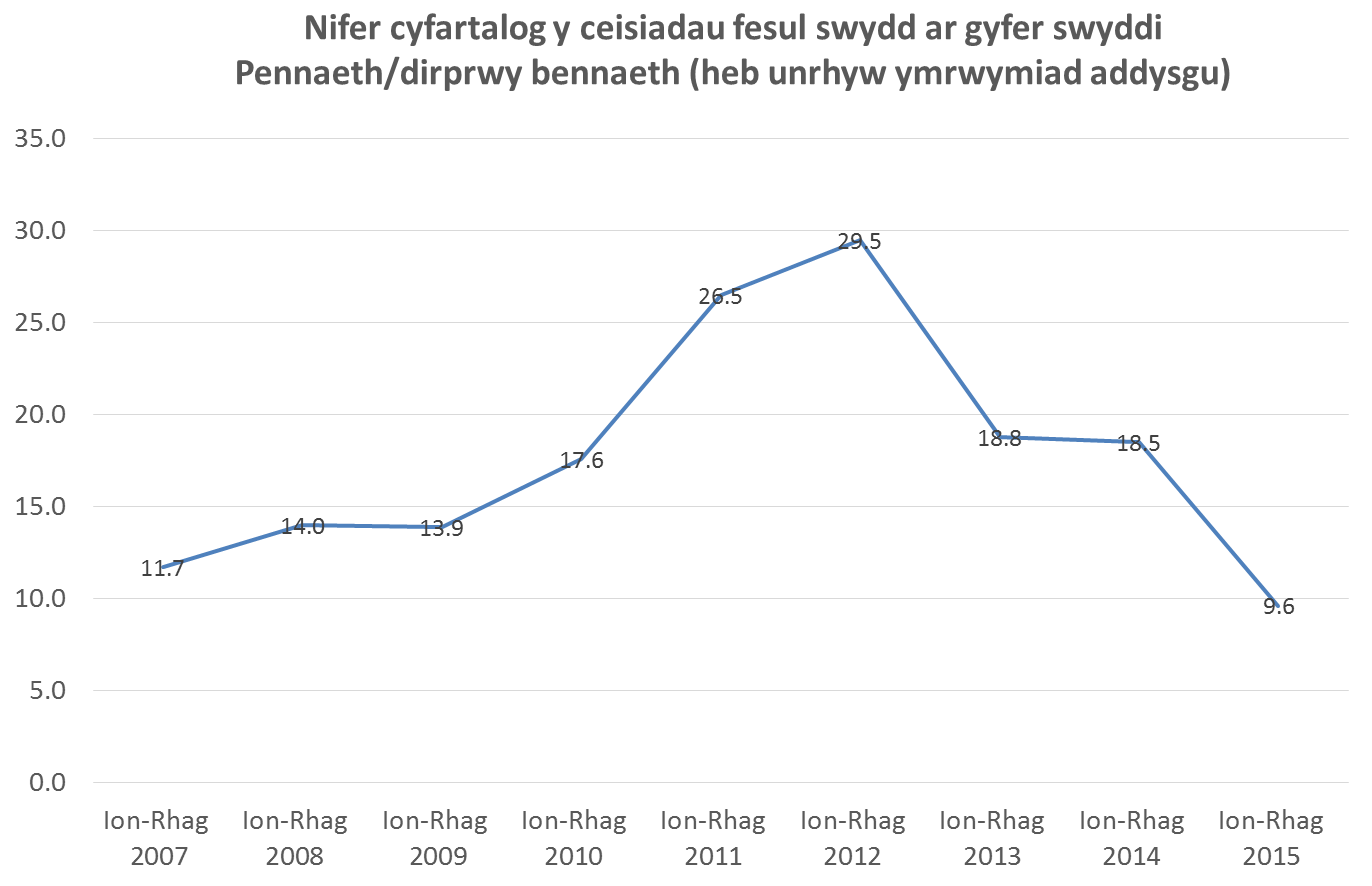 Nifer cyfartalog y ceisiadau fesul swydd ar gyfer swyddi
Pennaeth/dirprwy bennaeth (heb unrhyw ymrwymiad addysgu)
35.0
30.0
25.0
20.0
15.0
10.0
5.0
0.0
11.7
14.0
13.9
17.6
26.5
29.5
18.8
18.5
9.6
Ion-Rhag 2007
Ion-Rhag 2008
Ion-Rhag 2009
Ion-Rhag 2010
Ion-Rhag 2011
Ion-Rhag 2012
Ion-Rhag 2013
Ion-Rhag 2014
Ion-Rhag 2015